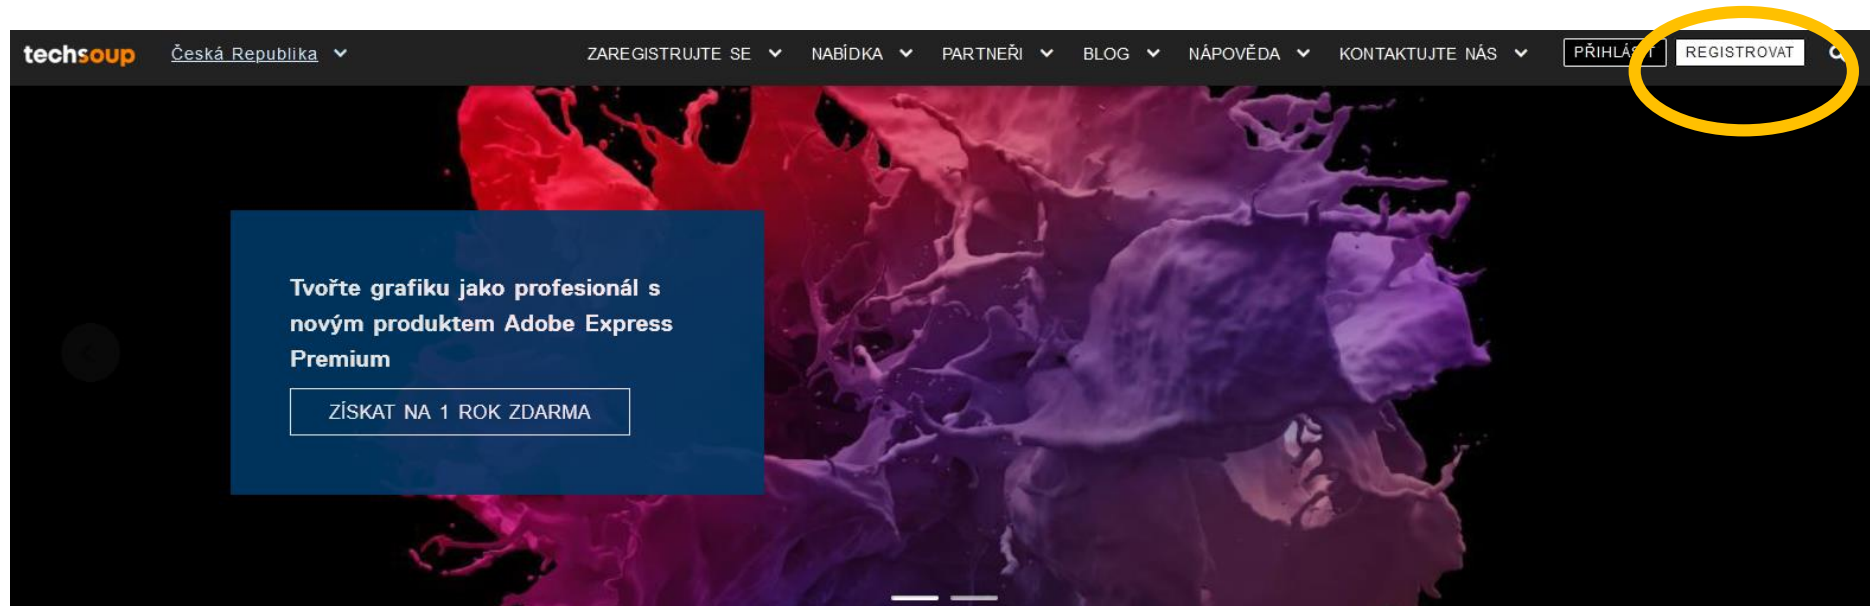 techsoup Česká Republika ZAREGISTRUJTE SE NABÍDKA PARTNEŘI BLOG NÁPOVĚDA KONTAKTUJTE NÁS PŘIHLÁSIT REGISTROVAT
Tvořte grafiku jako profesionál s
novým produktem Adobe Express
Premium
ZÍSKAT NA 1 ROK ZDARMA